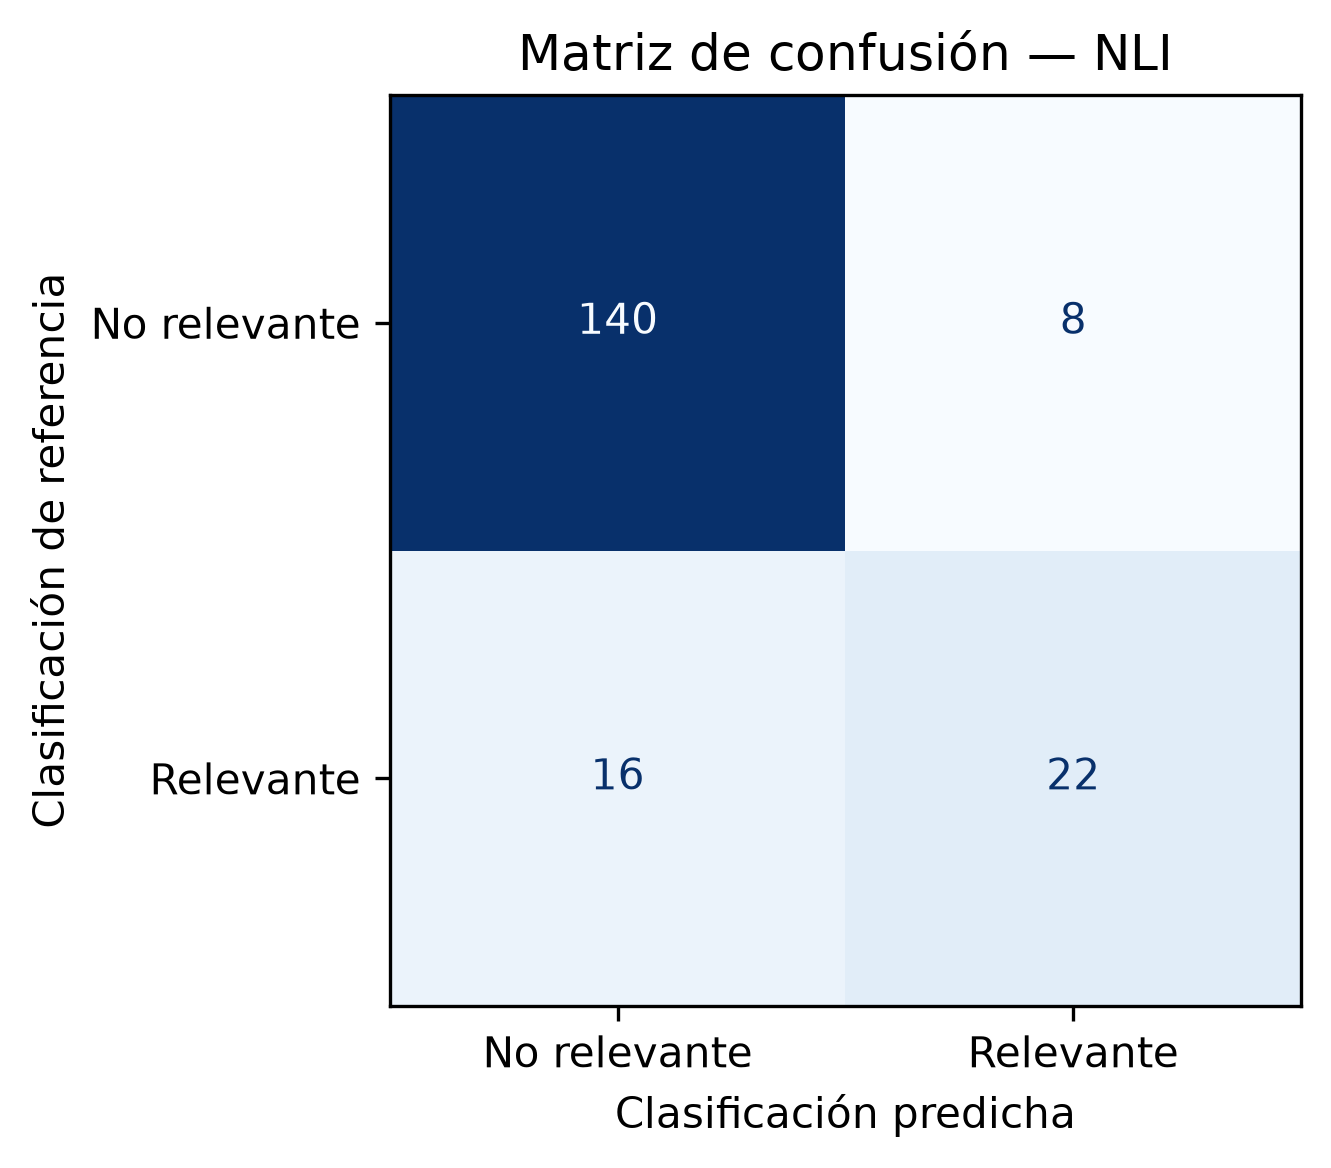 Matriz de confusión — NLI
Clasificación de referencia
No relevante
140
8
Relevante
16
22
No relevante
Relevante
Clasificación predicha